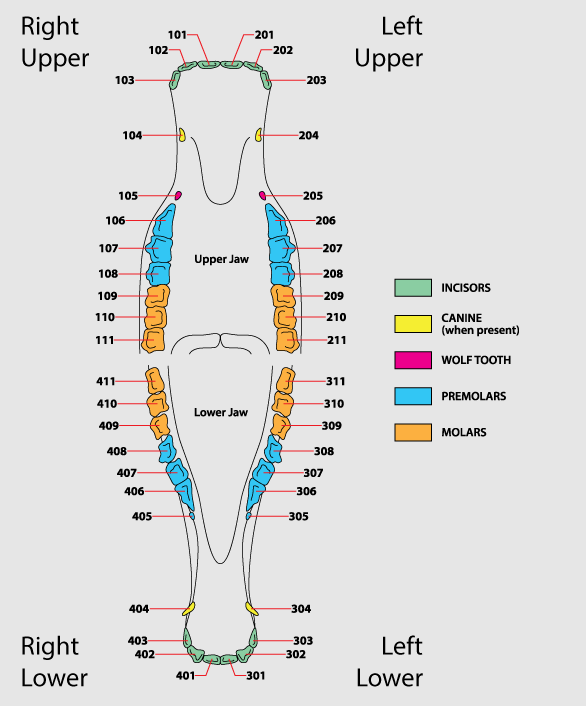 Right
Upper
Left
Upper
101
201
102
202
103
203
104
204
105
205
106
206
107
207
Upper Jaw
108
208
109
209
110
210
111
211
INCISORS
CANINE
(when present)
WOLF TOOTH
PREMOLARS
MOLARS
411
311
410
310
Lower Jaw
409
309
408
308
407
307
406
306
405
305
404
304
403
303
402
302
401
301
Right
Lower
Left
Lower